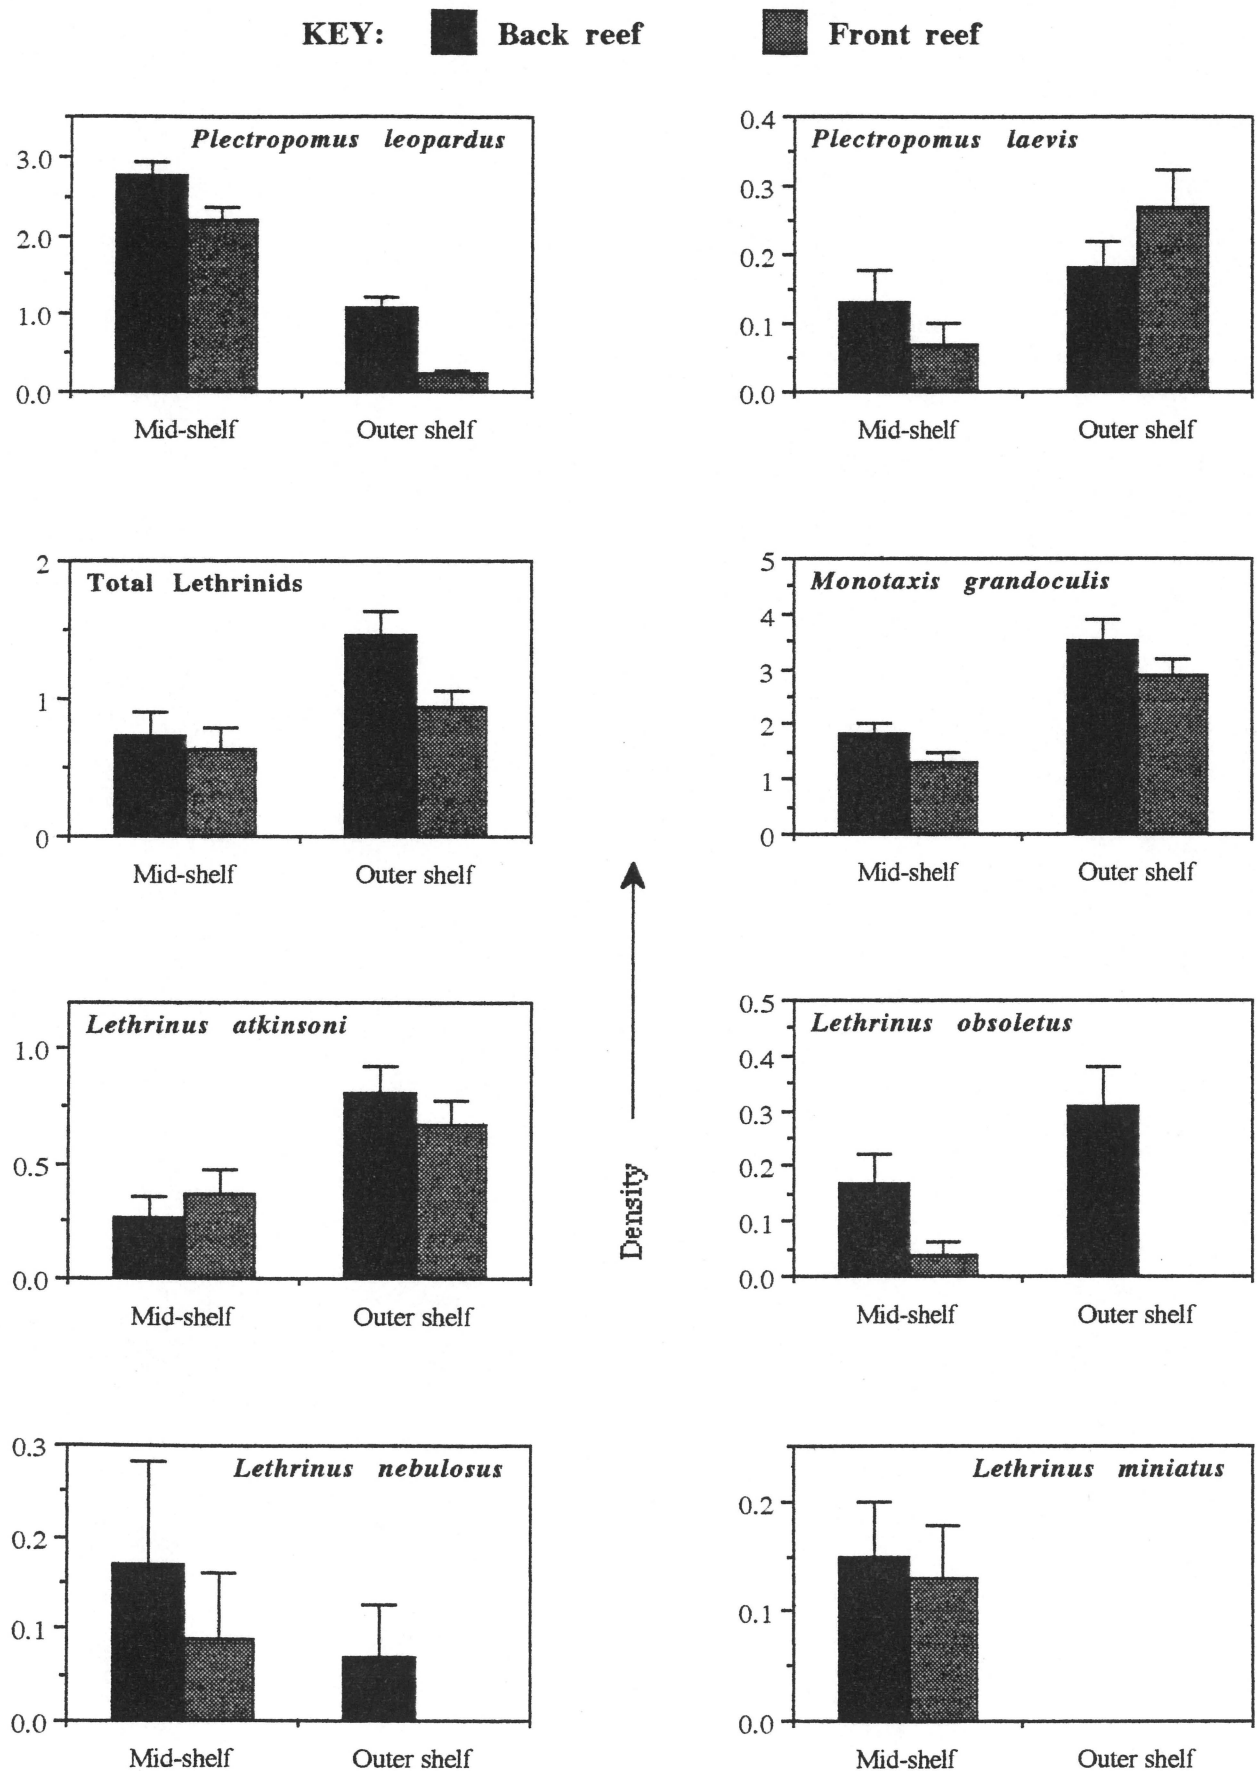 KEY: Back reef Front reef
Plectropomus leopardus
3.0
2.0
1.0
0.0
Mid-shelf Outer shelf
Plectropomus laevis
0.4
0.3
0.2
0.1
0.0
Mid-shelf Outer shelf
Total Lethrinids
2
1
0
Mid-shelf Outer shelf
Monotaxis grandoculis
5
4
3
2
1
0
Mid-shelf Outer shelf
Density
Lethrinus atkinsoni
1.0
0.5
0.0
Mid-shelf Outer shelf
Lethrinus obsoletus
0.5
0.4
0.3
0.2
0.1
0.0
Mid-shelf Outer shelf
Lethrinus nebulosus
0.3
0.2
0.1
0.0
Mid-shelf Outer shelf
Lethrinus miniatus
0.2
0.1
0.0
Mid-shelf Outer shelf